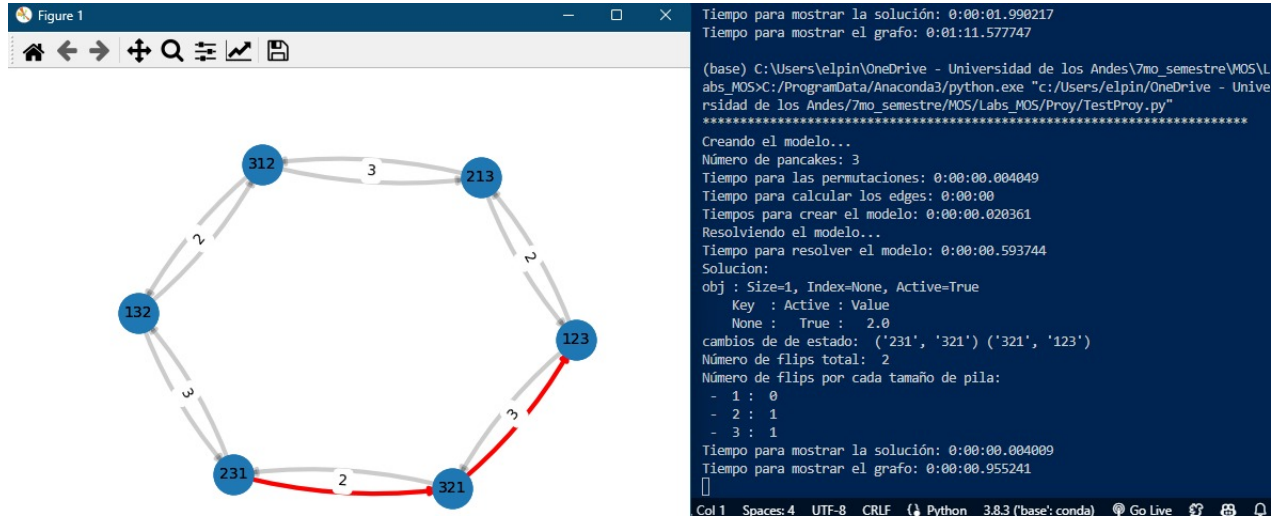 Figure 1
312
3
213
2
2
132
123
3
3
231
2
321
Tiempo para mostrar la solución: 0:00:01.990217
Tiempo para mostrar el grafo: 0:01:11.577747
(base) C:\Users\elpin\OneDrive - Universidad de los Andes\7mo_semestre\MOS\L
abs_MOS>C:/ProgramData/Anaconda3/python.exe "c:/Users/elpin/OneDrive - Unive
rsidad de los Andes/7mo_semestre/MOS/Labs_MOS/Proy/TestProy.py"
*************************************************************************
Creando el modelo...
Número de pancakes: 3
Tiempo para las permutaciones: 0:00:00.004049
Tiempo para calcular los edges: 0:00:00
Tiempos para crear el modelo: 0:00:00.020361
Resolviendo el modelo...
Tiempo para resolver el modelo: 0:00:00.593744
Solucion:
obj : Size=1, Index=None, Active=True
    Key  : Active : Value
    None :   True :   2.0
cambios de de estado:  ('231', '321') ('321', '123')
Número de flips total:  2
Número de flips por cada tamaño de pila:
 -  1 :  0
 -  2 :  1
 -  3 :  1
Tiempo para mostrar la solución: 0:00:00.004009
Tiempo para mostrar el grafo: 0:00:00.955241
Col 1   Spaces: 4   UTF-8   CRLF   Python   3.8.3 ('base': conda)   Go Live